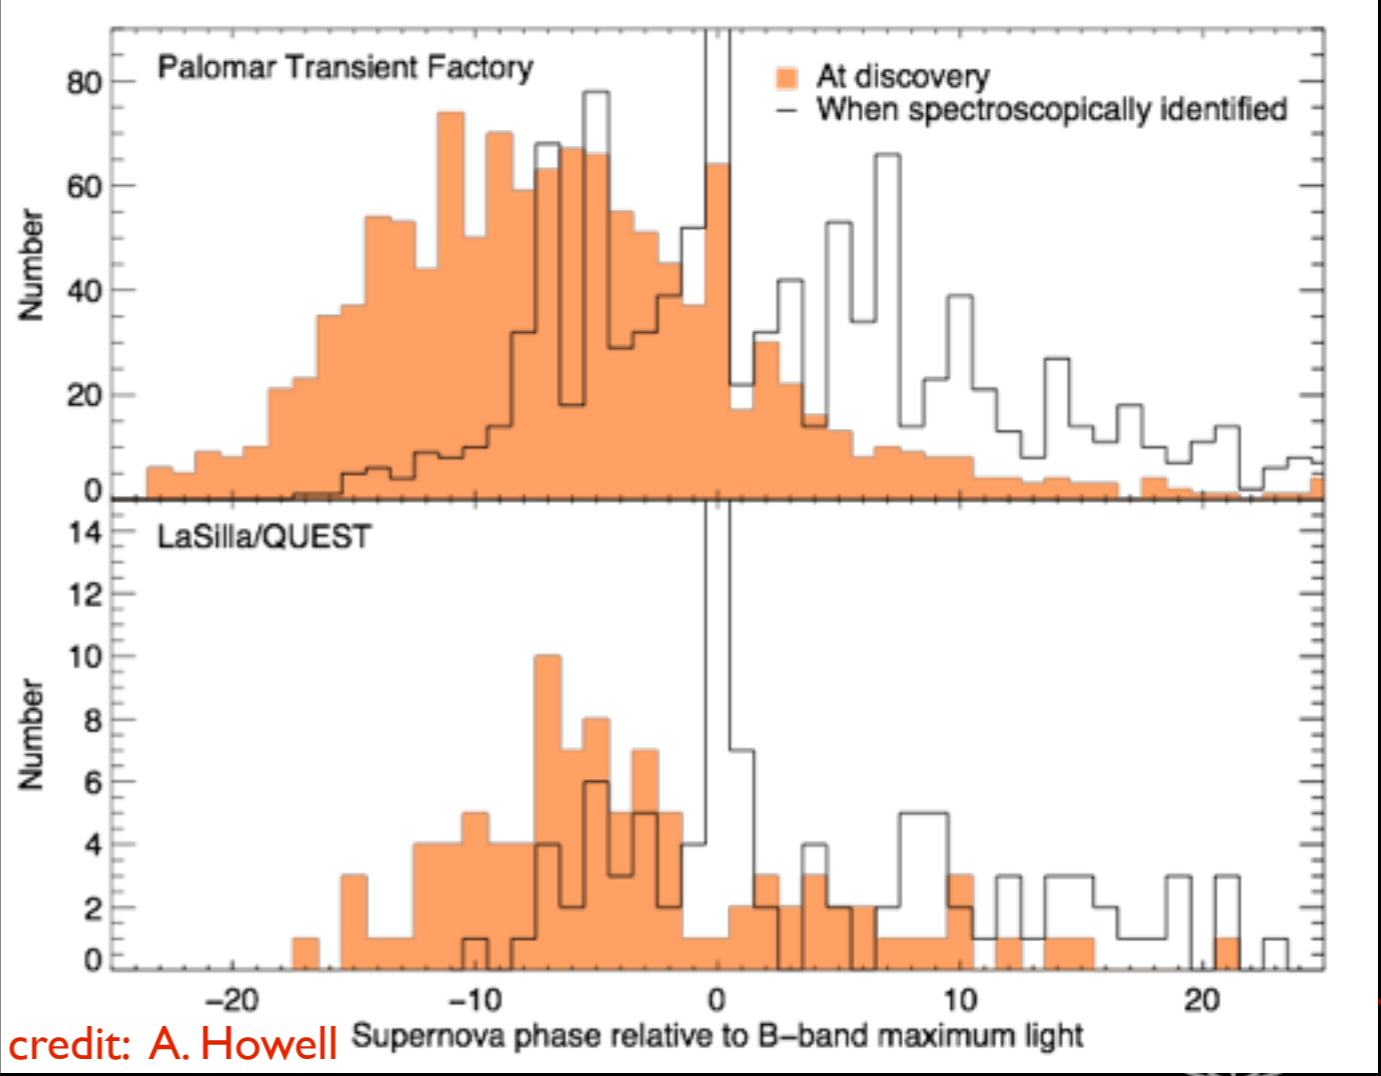 Palomar Transient Factory
At discovery
When spectroscopically identified
80
60
40
20
0
Number
LaSilla/QUEST
14
12
10
8
6
4
2
0
Number
−20
−10
0
10
20
Supernova phase relative to B−band maximum light
credit: A. Howell